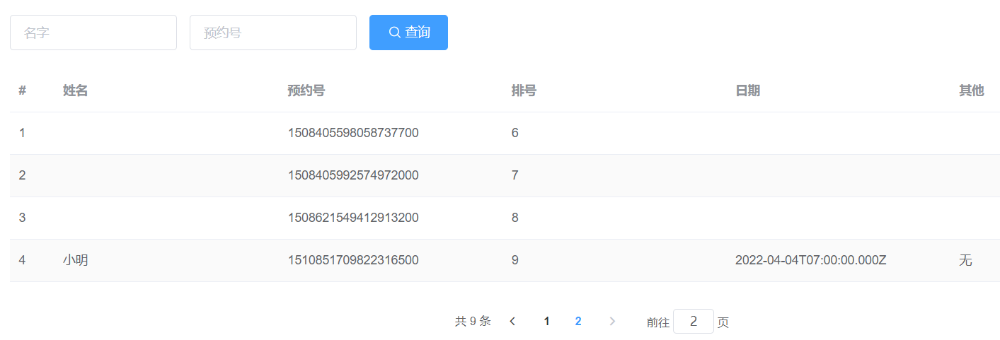 名字 预约号 查询
# 姓名 预约号 排号 日期 其他
1 1508405598058737700 6
2 1508405992574972000 7
3 1508621549412913200 8
4 小明 1510851709822316500 9 2022-04-04T07:00:00.000Z 无
共 9 条 1 2 前往 2 页